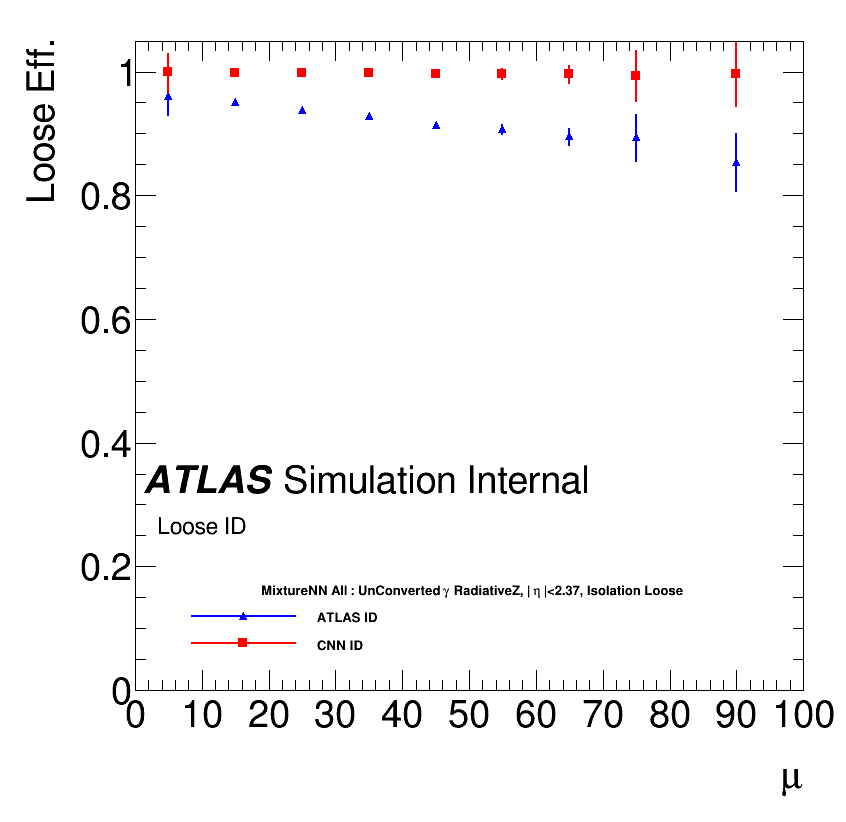 Loose Eff.
1
0.8
0.6
0.4
0.2
0
ATLAS Simulation Internal
Loose ID
MixtureNN All : UnConverted γ RadiativeZ, | η |<2.37, Isolation Loose
ATLAS ID
CNN ID
0 10 20 30 40 50 60 70 80 90 100
μ